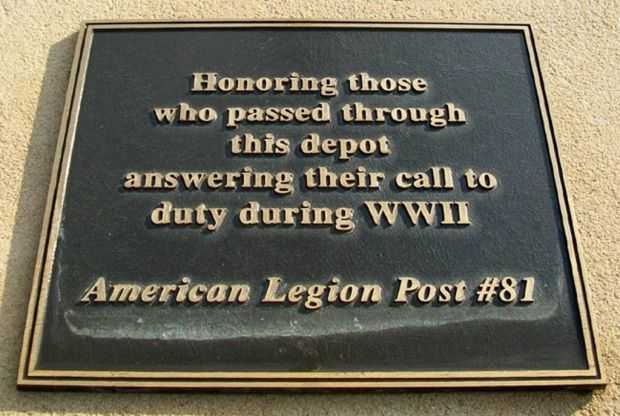 Honoring those
who passed through
this depot
answering their call to
duty during WWII
American Legion Post #81